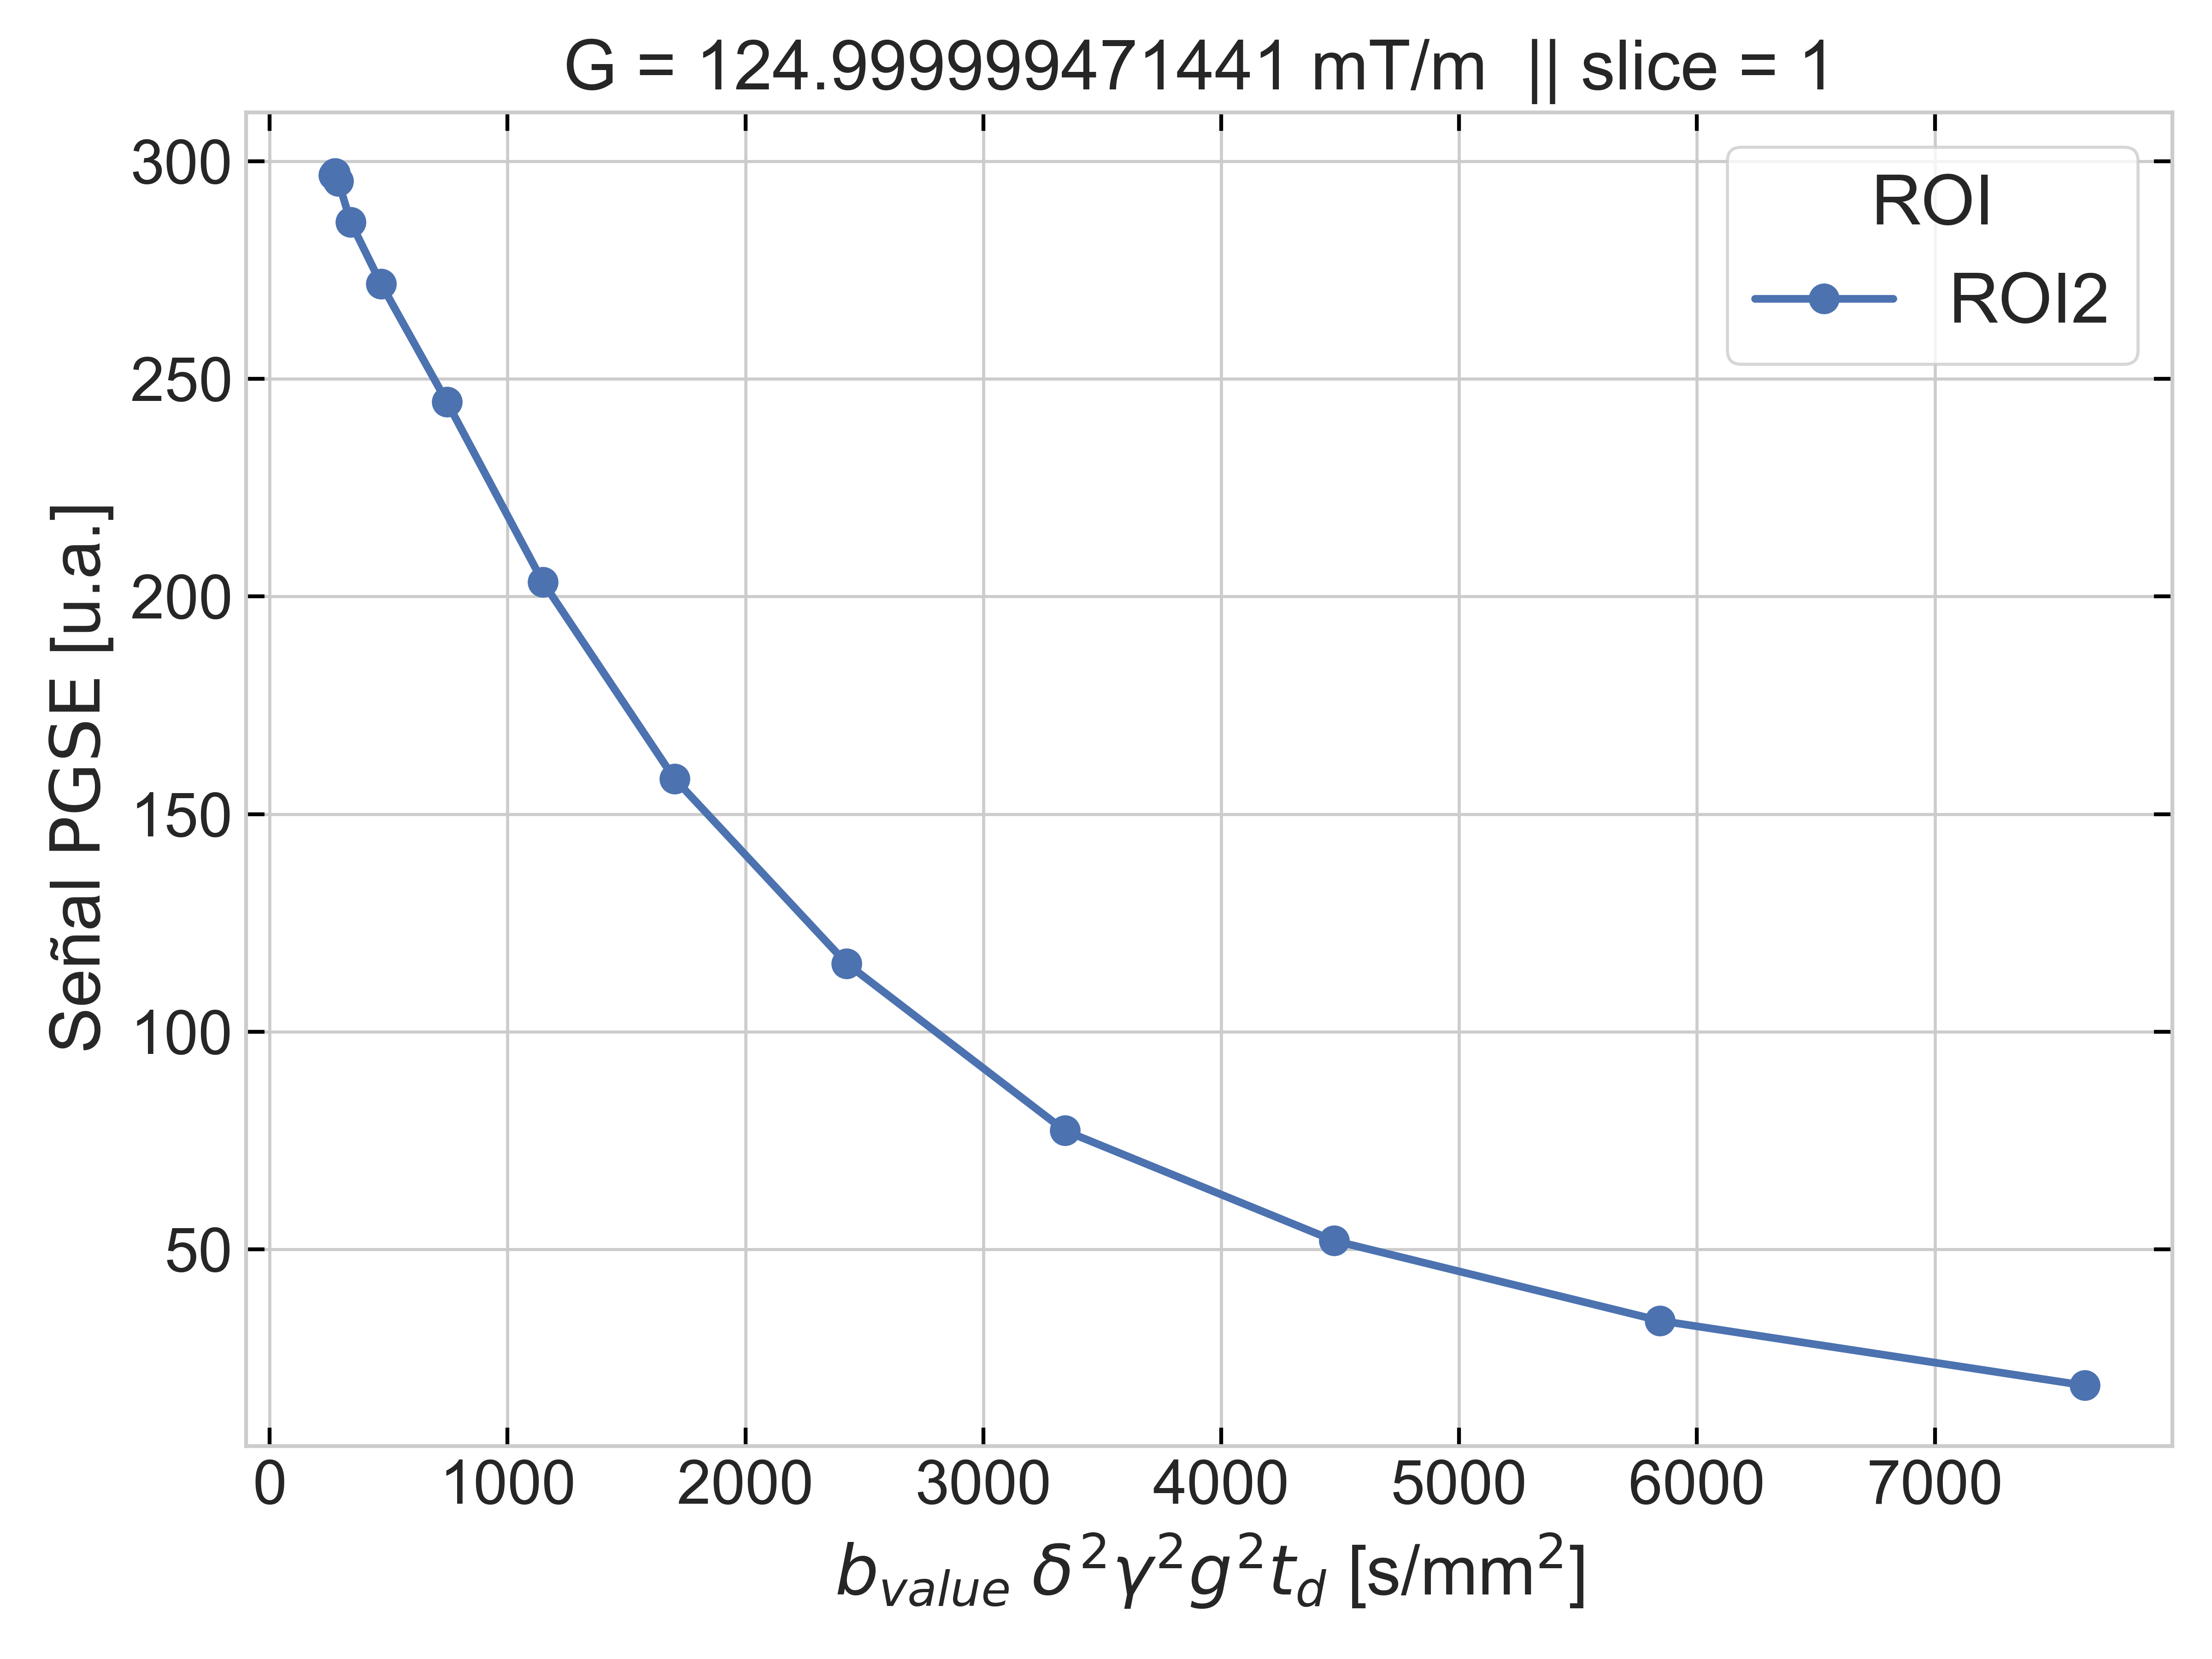 G = 124.999999471441 mT/m || slice = 1
300
250
200
150
100
50
Señal PGSE [u.a.]
ROI
ROI2
0 1000 2000 3000 4000 5000 6000 7000
b_value δ²γ²g²t_d [s/mm²]